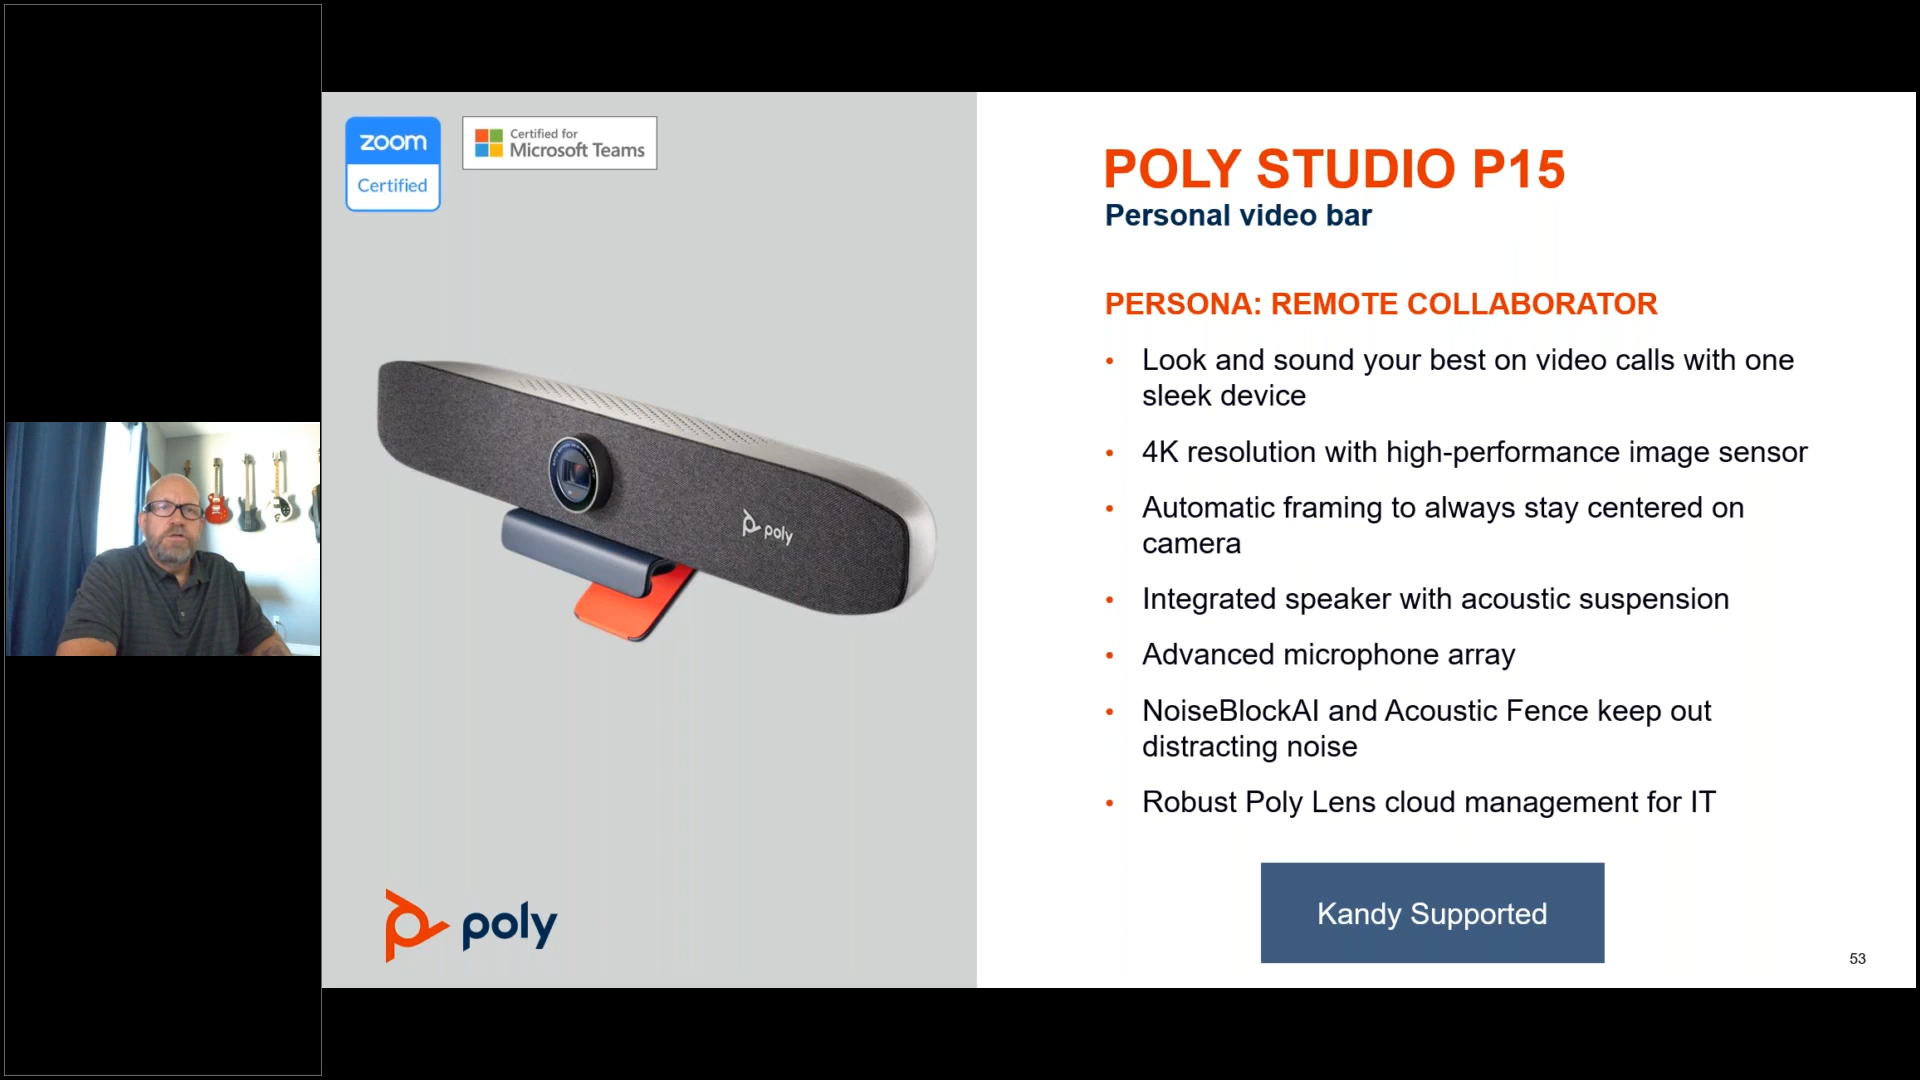 zoom
Certified
Certified for
Microsoft Teams
POLY STUDIO P15
Personal video bar
PERSONA: REMOTE COLLABORATOR
• Look and sound your best on video calls with one
sleek device
• 4K resolution with high-performance image sensor
• Automatic framing to always stay centered on
camera
• Integrated speaker with acoustic suspension
• Advanced microphone array
• NoiseBlockAI and Acoustic Fence keep out
distracting noise
• Robust Poly Lens cloud management for IT
poly
poly
Kandy Supported
53